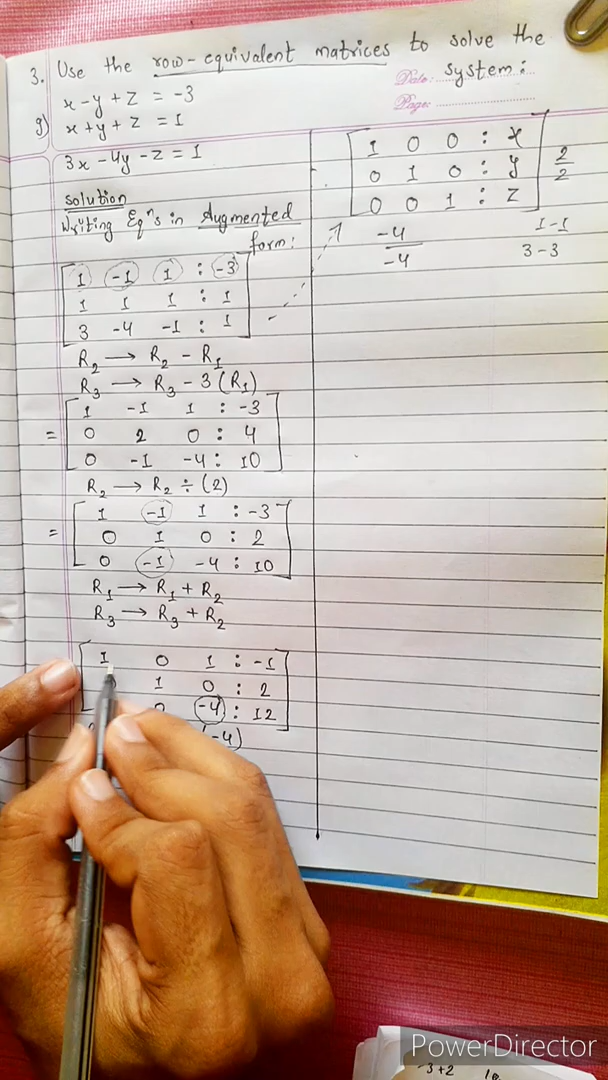 3. Use the row-equivalent matrices to solve the
system:
Date:
Page:
g) x - y + z = -3
x + y + z = 1
3x - 4y - z = 1
solution
Writing Eqⁿs in Augmented
form:
1 -1 1 : -3
1 1 1 : 1
3 -4 -1 : 1
R₂ → R₂ - R₁
R₃ → R₃ - 3(R₁)
1 -1 1 : -3
= 0 2 0 : 4
0 -1 -4 : 10
R₂ → R₂ ÷ (2)
1 -1 1 : -3
= 0 1 0 : 2
0 -1 -4 : 10
R₁ → R₁ + R₂
R₃ → R₃ + R₂
1 0 1 : -1
1 0 : 2
0 -4 : 12
(-4)
1 0 0 : x
0 1 0 : y
0 0 1 : z
2/2
-4/-4
1-1
3-3
-3+2
PowerDirector